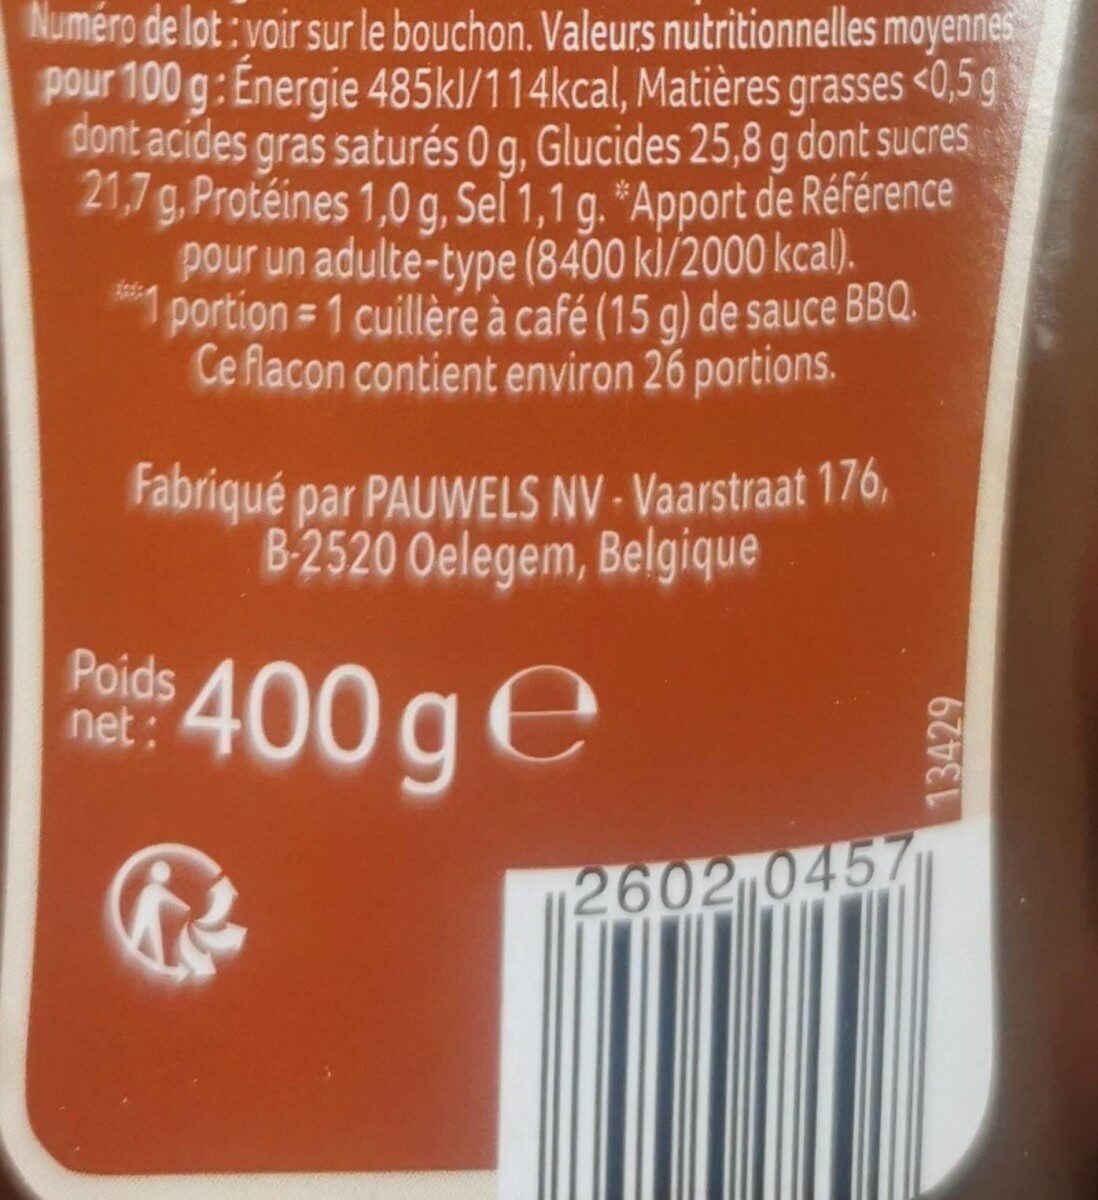 Numéro de lot : voir sur le bouchon. Valeurs nutritionnelles moyennes
pour 100 g : Énergie 485kJ/114kcal, Matières grasses <0,5 g
dont acides gras saturés 0 g, Glucides 25,8 g dont sucres
21,7 g, Protéines 1,0 g, Sel 1,1 g. *Apport de Référence
pour un adulte-type (8400 kJ/2000 kcal).
**1 portion = 1 cuillère à café (15 g) de sauce BBQ.
Ce flacon contient environ 26 portions.
Fabriqué par PAUWELS NV - Vaarstraat 176,
B-2520 Oelegem, Belgique
Poids
net : 400 g e
13429
2602 0457